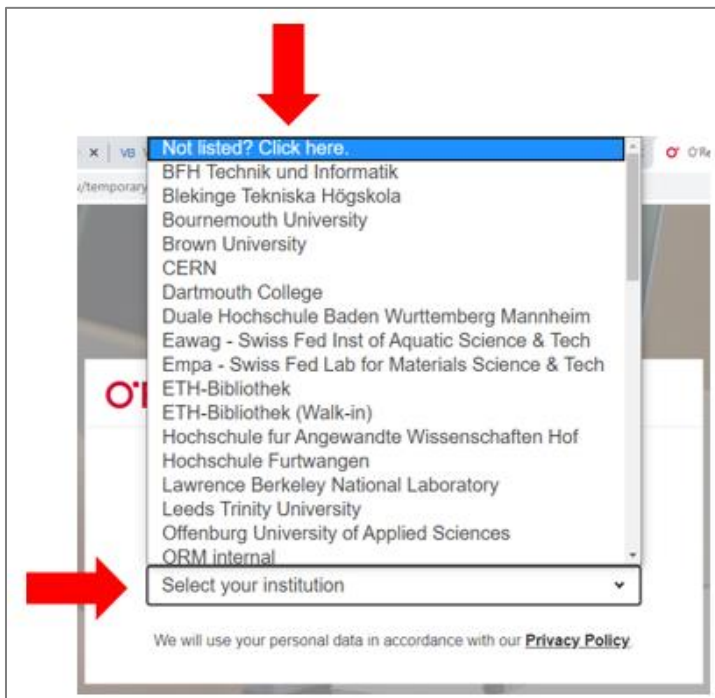 Not listed? Click here.
VB
O'Re
/temporary
BFH Technik und Informatik
Blekinge Tekniska Högskola
Bournemouth University
Brown University
CERN
Dartmouth College
Duale Hochschule Baden Wurttemberg Mannheim
Eawag - Swiss Fed Inst of Aquatic Science & Tech
Empa - Swiss Fed Lab for Materials Science & Tech
O'
ETH-Bibliothek
ETH-Bibliothek (Walk-in)
Hochschule fur Angewandte Wissenschaften Hof
Hochschule Furtwangen
Lawrence Berkeley National Laboratory
Leeds Trinity University
Offenburg University of Applied Sciences
ORM internal
Select your institution
We will use your personal data in accordance with our Privacy Policy